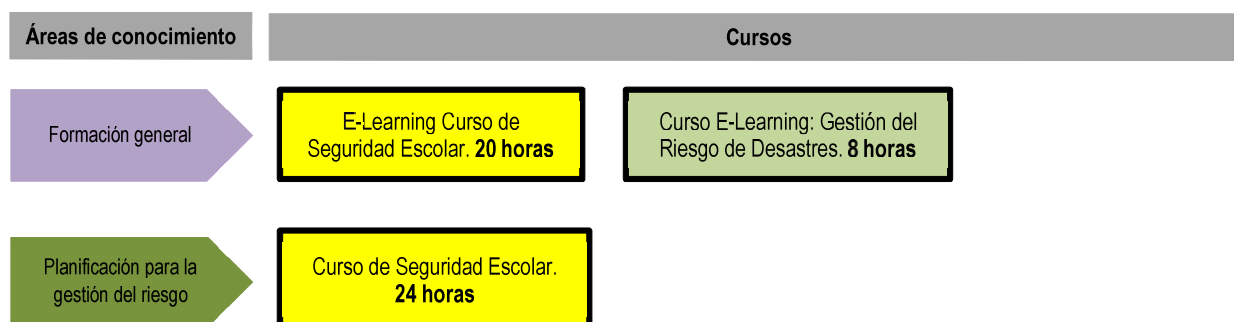 Áreas de conocimiento
Cursos
Formación general
E-Learning Curso de
Seguridad Escolar. 20 horas
Curso E-Learning: Gestión del
Riesgo de Desastres. 8 horas
Planificación para la
gestión del riesgo
Curso de Seguridad Escolar.
24 horas